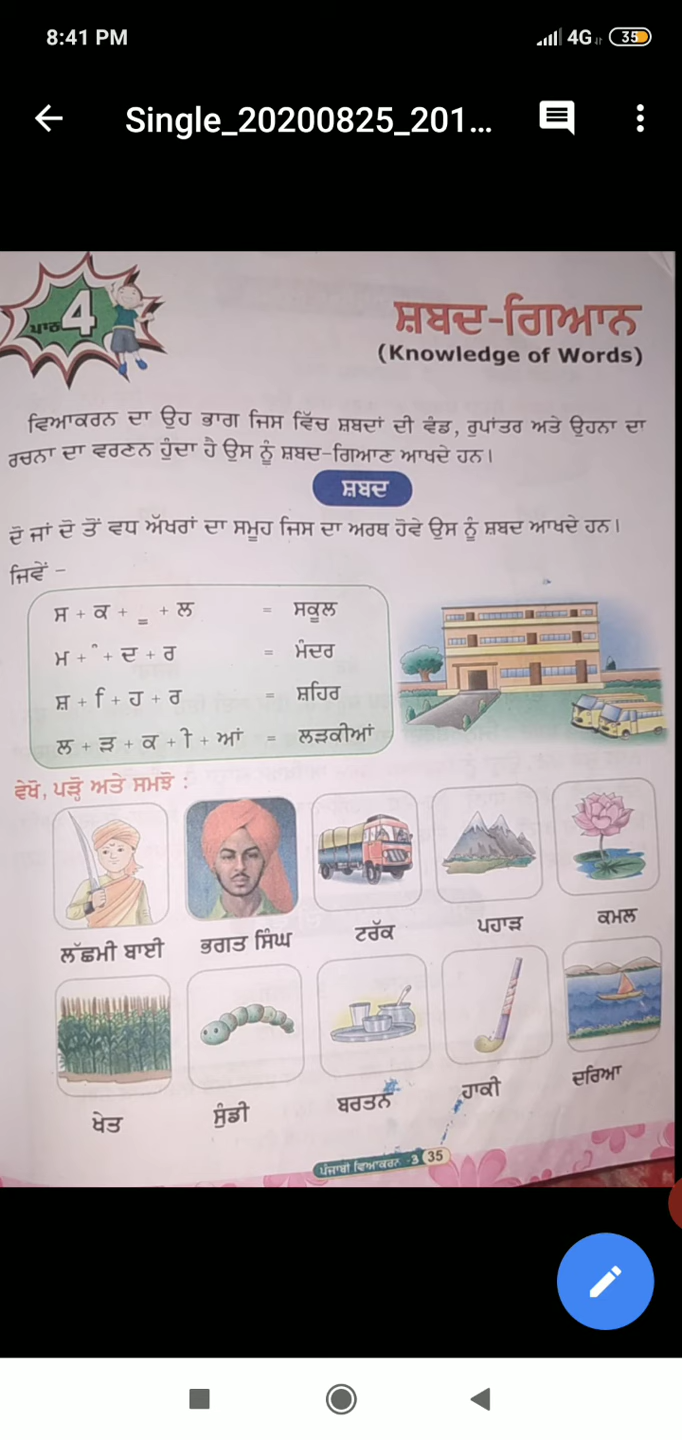 8:41 PM
4G 35
Single_20200825_201...
ਪਾਠ 4
ਸ਼ਬਦ-ਗਿਆਨ
(Knowledge of Words)
ਵਿਆਕਰਨ ਦਾ ਉਹ ਭਾਗ ਜਿਸ ਵਿੱਚ ਸ਼ਬਦਾਂ ਦੀ ਵੰਡ, ਰੁਪਾਂਤਰ ਅਤੇ ਉਹਨਾ ਦਾ
ਰਚਨਾ ਦਾ ਵਰਣਨ ਹੁੰਦਾ ਹੈ ਉਸ ਨੂੰ ਸ਼ਬਦ-ਗਿਆਣ ਆਖਦੇ ਹਨ।
ਸ਼ਬਦ
ਦੋ ਜਾਂ ਦੋ ਤੋਂ ਵਧ ਅੱਖਰਾਂ ਦਾ ਸਮੂਹ ਜਿਸ ਦਾ ਅਰਥ ਹੋਵੇ ਉਸ ਨੂੰ ਸ਼ਬਦ ਆਖਦੇ ਹਨ।
ਜਿਵੇਂ -
ਸ + ਕ + ੂ + ਲ = ਸਕੂਲ
ਮ + ੰ + ਦ + ਰ = ਮੰਦਰ
ਸ਼ + ਿ + ਹ + ਰ = ਸ਼ਹਿਰ
ਲ + ੜ + ਕ + ੀ + ਆਂ = ਲੜਕੀਆਂ
ਵੇਖੋ, ਪੜ੍ਹੋ ਅਤੇ ਸਮਝੋ :
ਲੱਛਮੀ ਬਾਈ ਭਗਤ ਸਿੰਘ ਟਰੱਕ ਪਹਾੜ ਕਮਲ
ਖੇਤ ਸੁੰਡੀ ਬਰਤਨ ਹਾਕੀ ਦਰਿਆ
ਪੰਜਾਬੀ ਵਿਆਕਰਨ -3 35